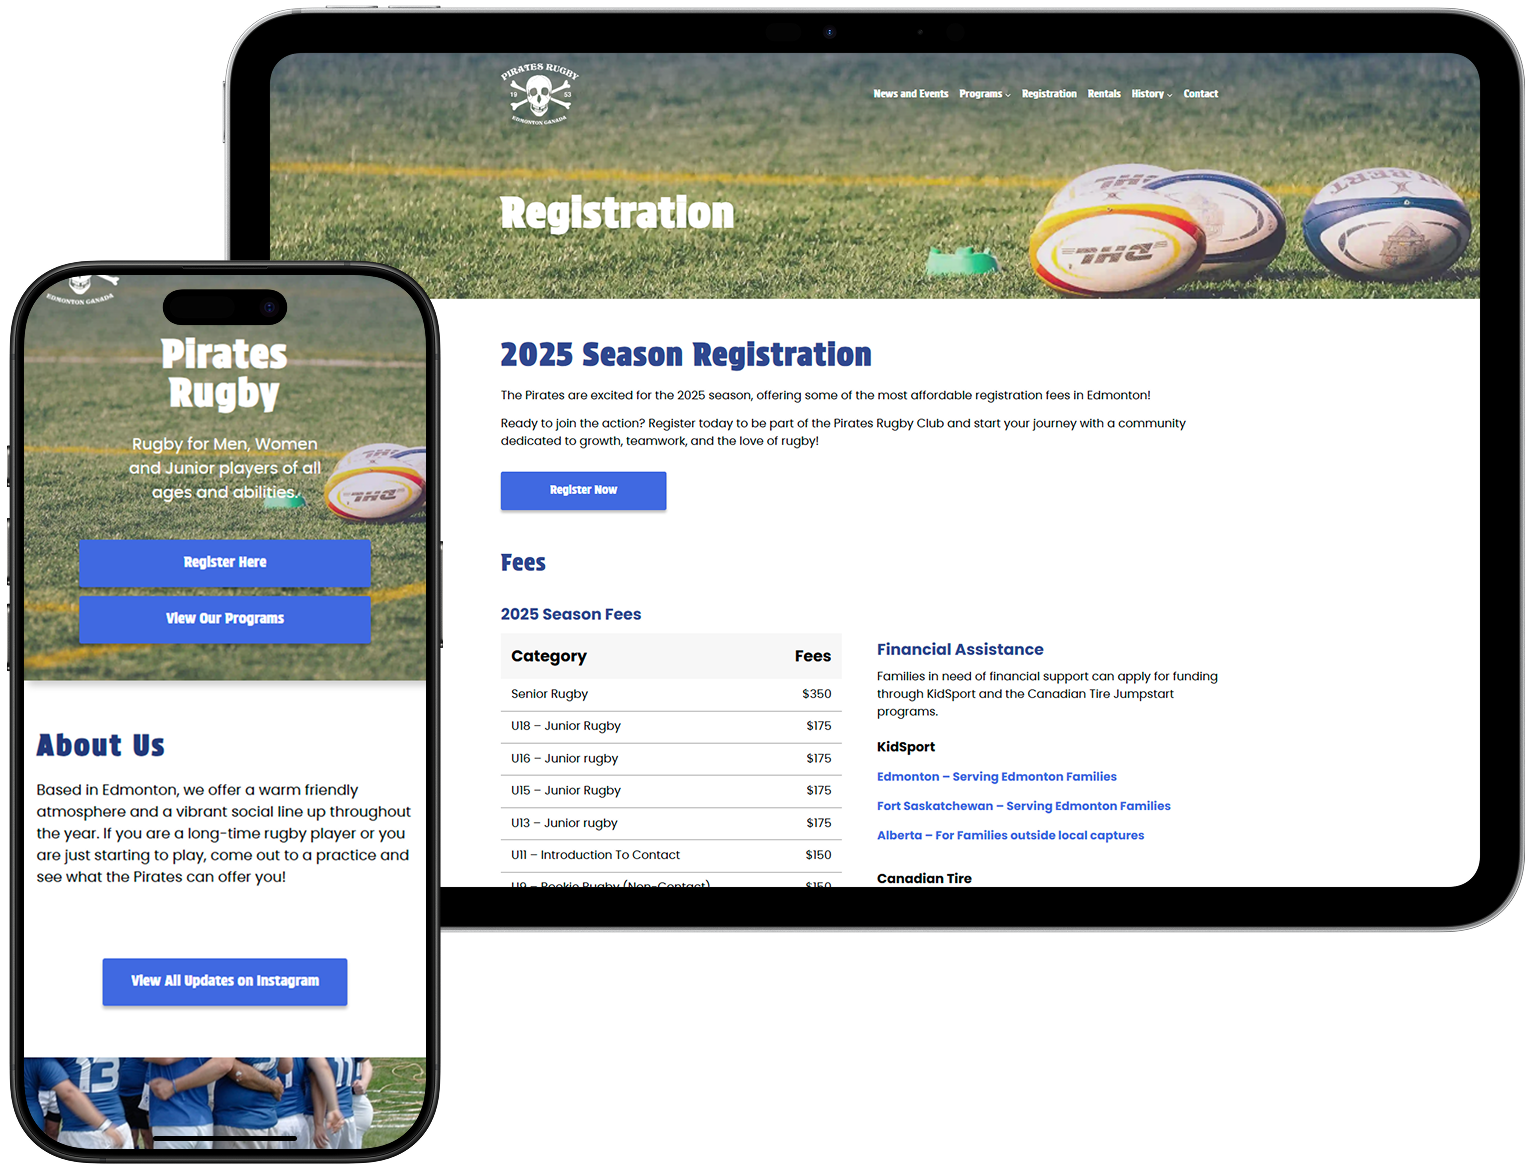 PIRATES RUGBY
19 53
EDMONTON CANADA
News and Events Programs Registration Rentals History Contact
Registration
GILBERT
2025 Season Registration
The Pirates are excited for the 2025 season, offering some of the most affordable registration fees in Edmonton!
Ready to join the action? Register today to be part of the Pirates Rugby Club and start your journey with a community
dedicated to growth, teamwork, and the love of rugby!
Register Now
Fees
2025 Season Fees
Category Fees
Senior Rugby $350
U18 – Junior Rugby $175
U16 – Junior rugby $175
U15 – Junior Rugby $175
U13 – Junior rugby $175
U11 – Introduction To Contact $150
U9 – Rookie Rugby (Non-Contact) $150
Financial Assistance
Families in need of financial support can apply for funding
through KidSport and the Canadian Tire Jumpstart
programs.
KidSport
Edmonton – Serving Edmonton Families
Fort Saskatchewan – Serving Edmonton Families
Alberta – For Families outside local captures
Canadian Tire
EDMONTON CANADA
Pirates
Rugby
Rugby for Men, Women
and Junior players of all
ages and abilities.
Register Here
View Our Programs
About Us
Based in Edmonton, we offer a warm friendly
atmosphere and a vibrant social line up throughout
the year. If you are a long-time rugby player or you
are just starting to play, come out to a practice and
see what the Pirates can offer you!
View All Updates on Instagram
13
11